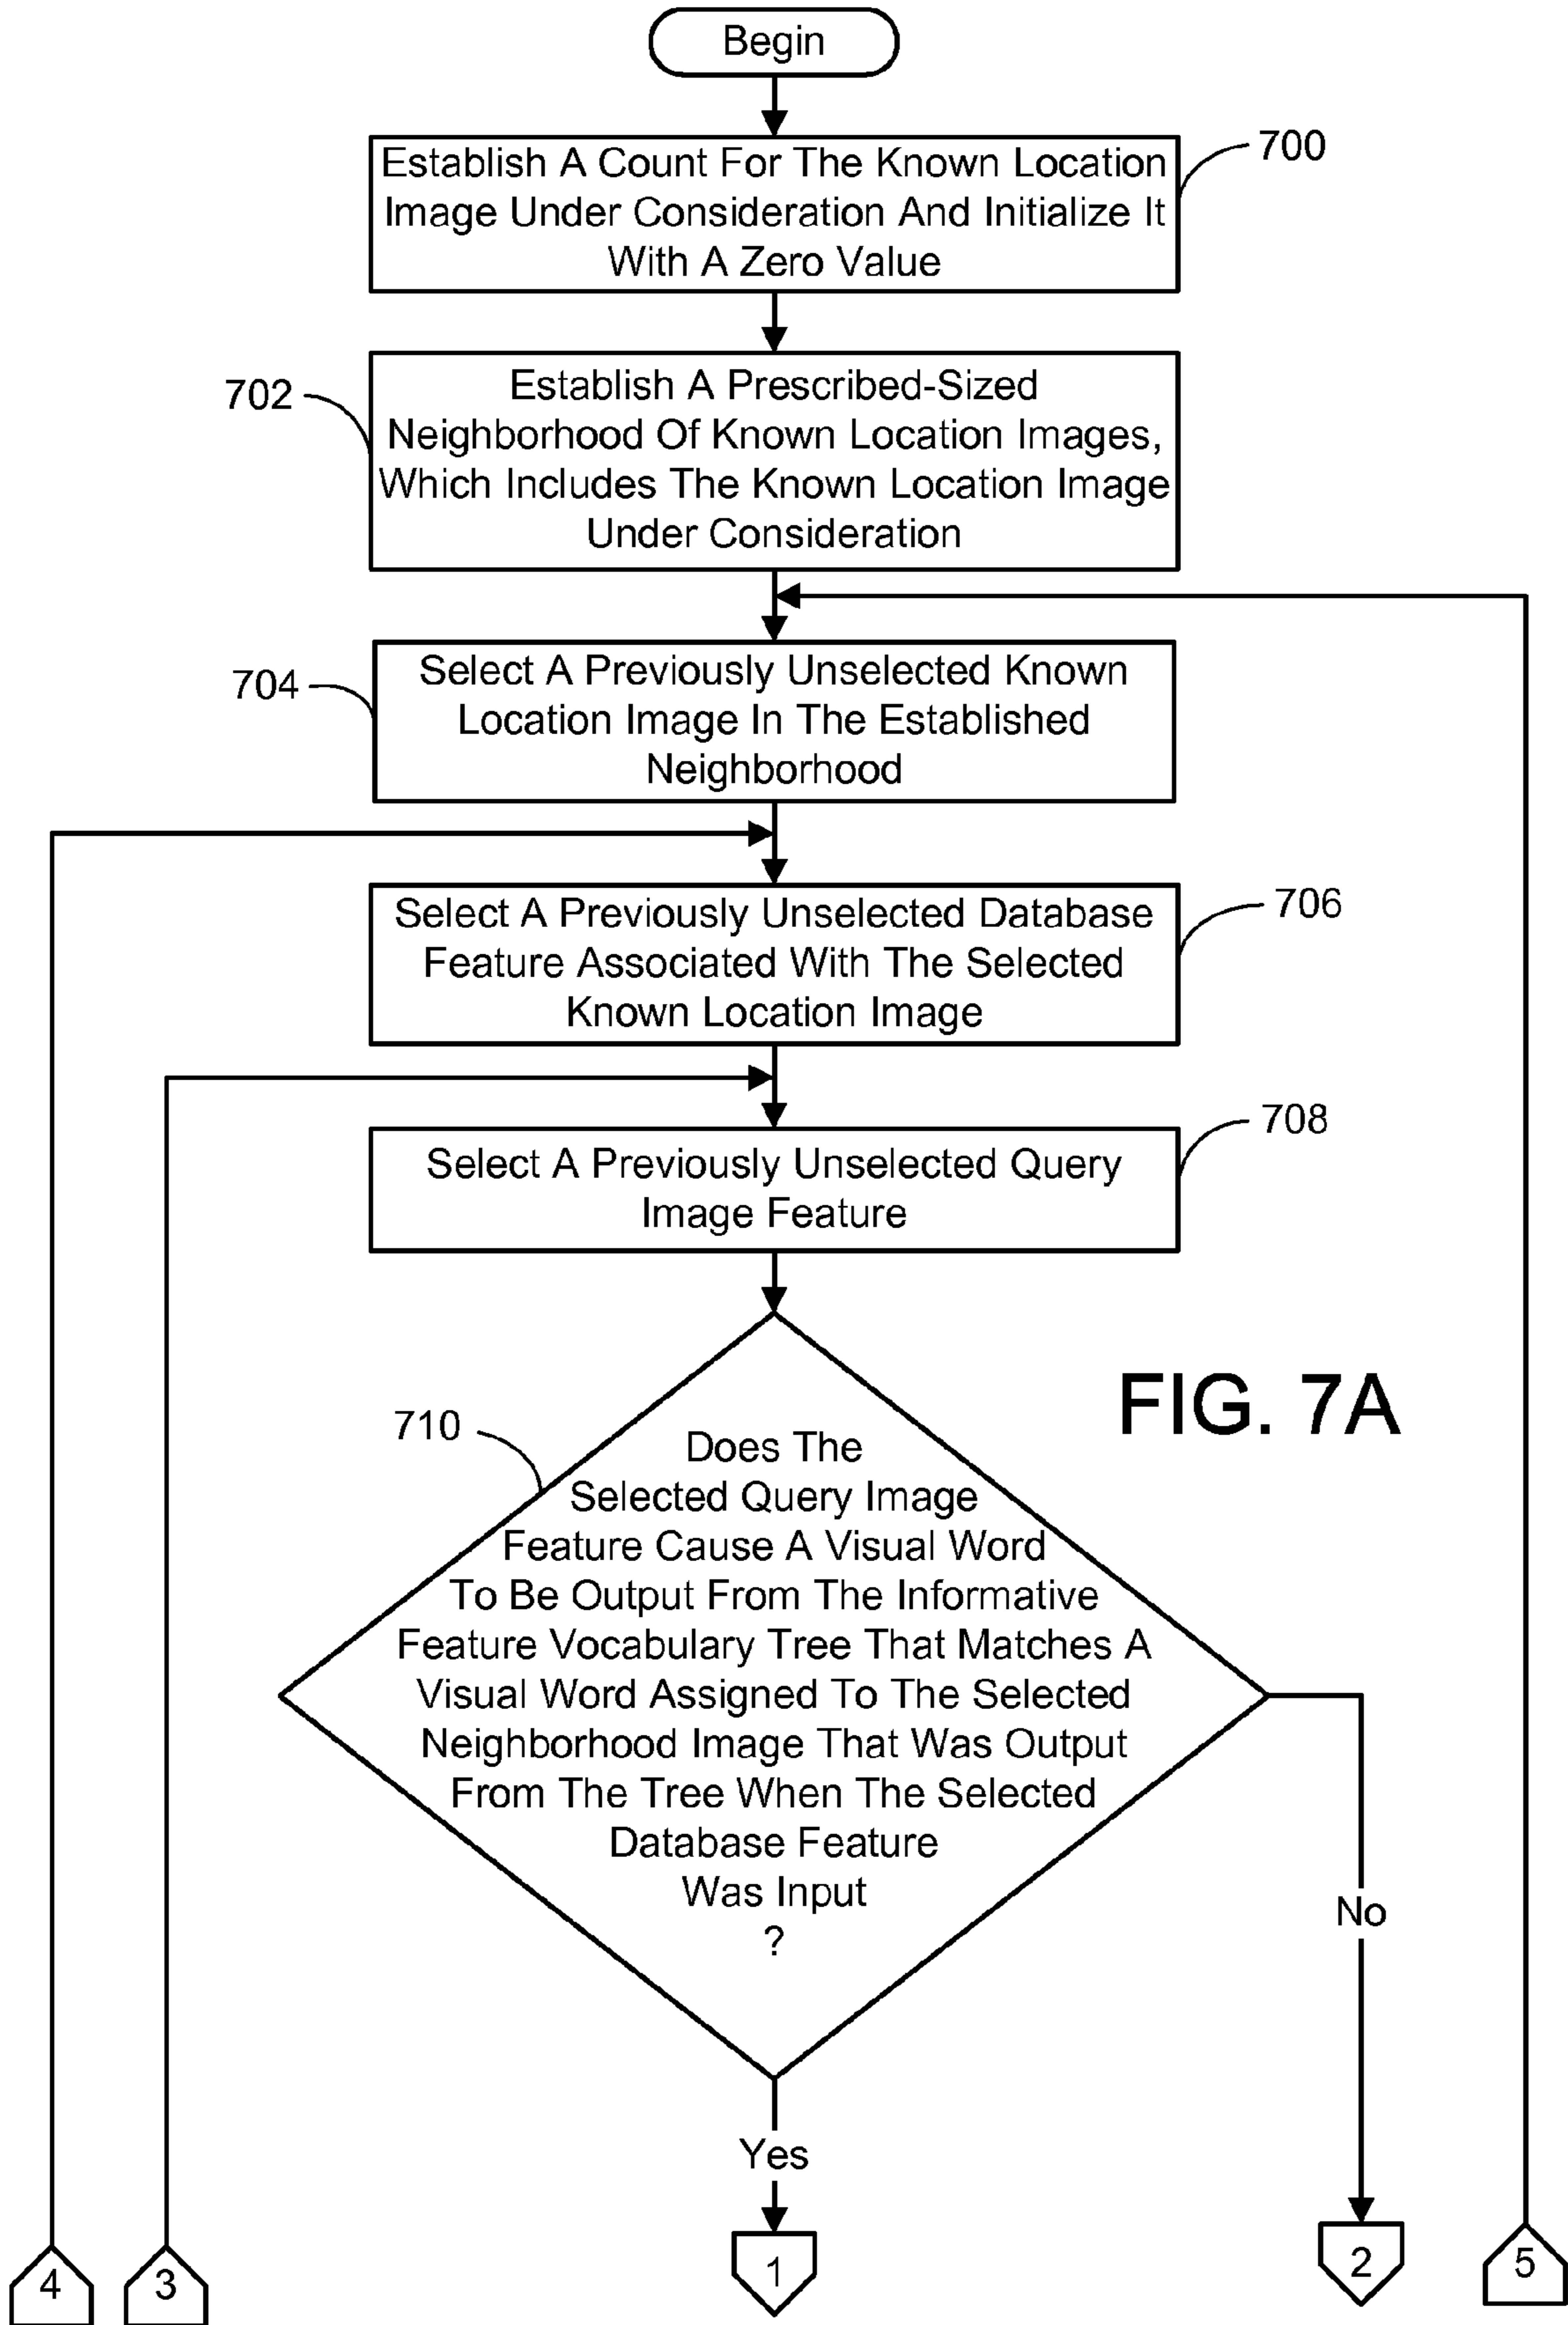 Begin
Establish A Count For The Known Location
Image Under Consideration And Initialize It
With A Zero Value
700
Establish A Prescribed-Sized
Neighborhood Of Known Location Images,
Which Includes The Known Location Image
Under Consideration
702
Select A Previously Unselected Known
Location Image In The Established
Neighborhood
704
Select A Previously Unselected Database
Feature Associated With The Selected
Known Location Image
706
Select A Previously Unselected Query
Image Feature
708
FIG. 7A
710
Does The
Selected Query Image
Feature Cause A Visual Word
To Be Output From The Informative
Feature Vocabulary Tree That Matches A
Visual Word Assigned To The Selected
Neighborhood Image That Was Output
From The Tree When The Selected
Database Feature
Was Input
?
No
Yes
4
3
1
2
5